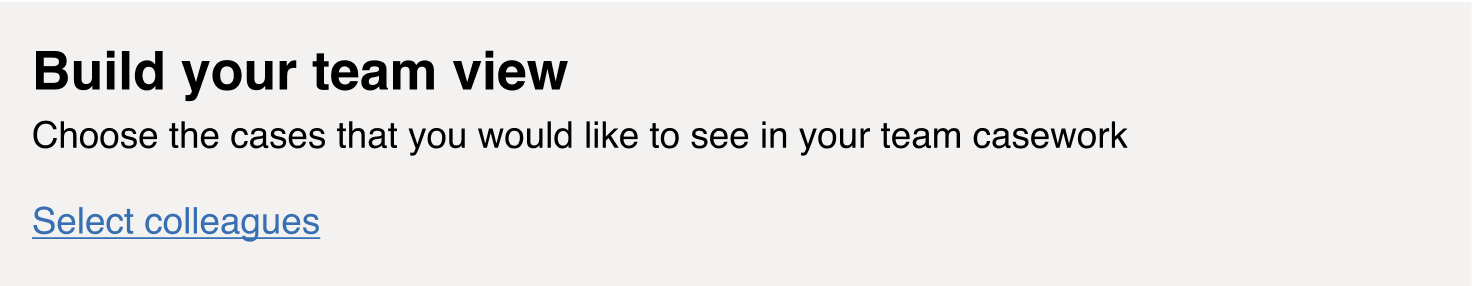 Build your team view
Choose the cases that you would like to see in your team casework
Select colleagues